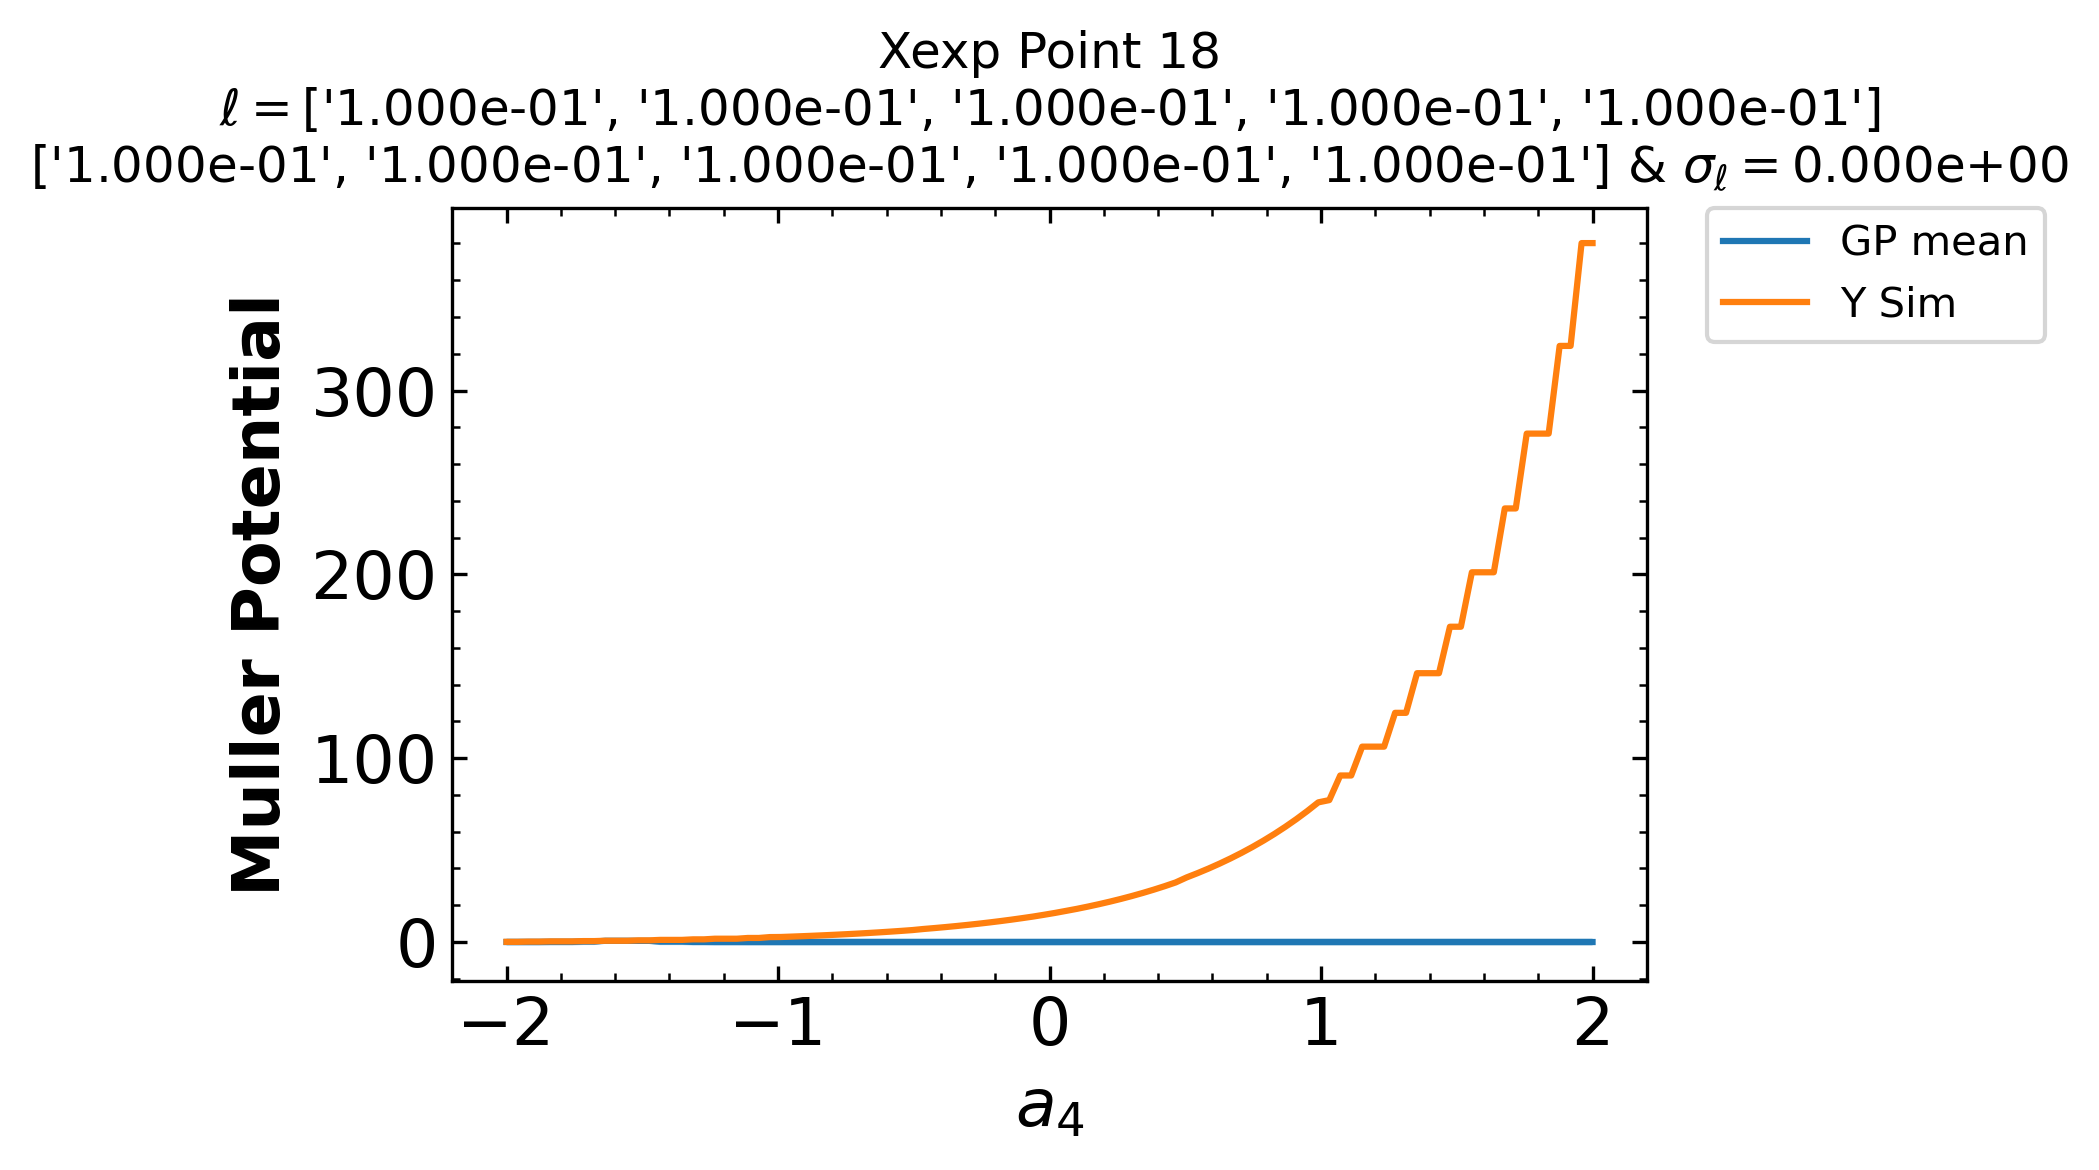 Xexp Point 18
ℓ = ['1.000e-01', '1.000e-01', '1.000e-01', '1.000e-01', '1.000e-01']
['1.000e-01', '1.000e-01', '1.000e-01', '1.000e-01', '1.000e-01'] & σℓ = 0.000e+00
GP mean
Y Sim
Muller Potential
300
200
100
0
−2 −1 0 1 2
a₄